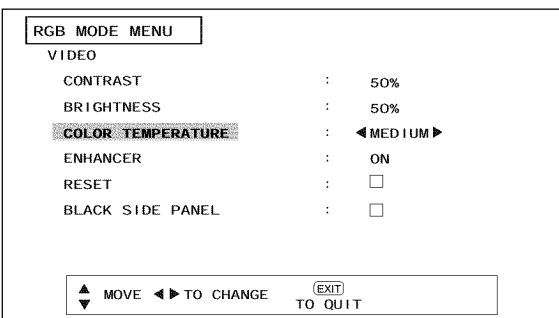 RGB MODE MENU
VIDEO
CONTRAST : 50%
BRIGHTNESS : 50%
COLOR TEMPERATURE : ◀MEDIUM▶
ENHANCER : ON
RESET : □
BLACK SIDE PANEL : □
▲▼ MOVE ◀▶TO CHANGE EXIT TO QUIT